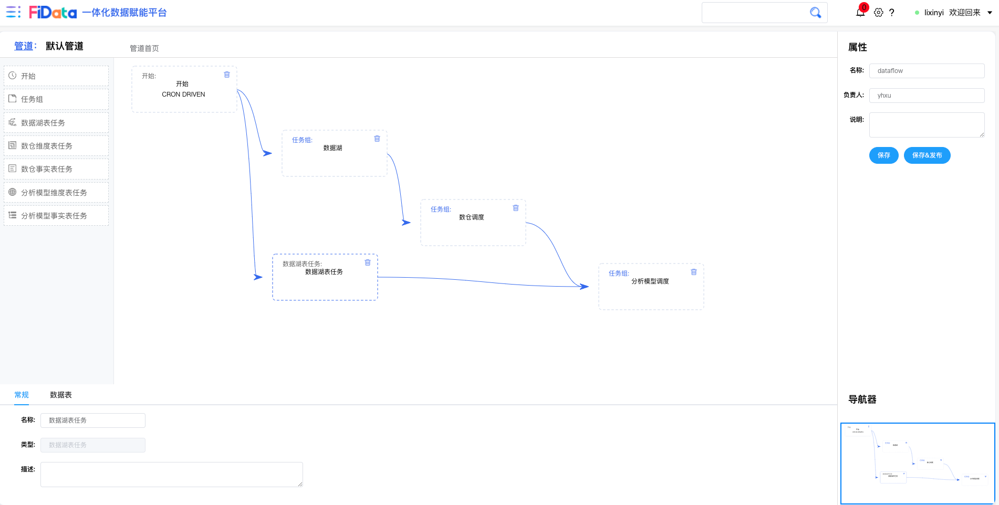 FiData 一体化数据赋能平台
0
?
lixinyi 欢迎回来
管道: 默认管道
管道首页
开始
任务组
数据湖表任务
数仓维度表任务
数仓事实表任务
分析模型维度表任务
分析模型事实表任务
开始:
开始
CRON DRIVEN
任务组:
数据湖
任务组:
数仓调度
数据湖表任务:
数据湖表任务
任务组:
分析模型调度
属性
名称: dataflow
负责人: yhxu
说明:
保存 保存&发布
常规 数据表
名称: 数据湖表任务
类型: 数据湖表任务
描述:
导航器